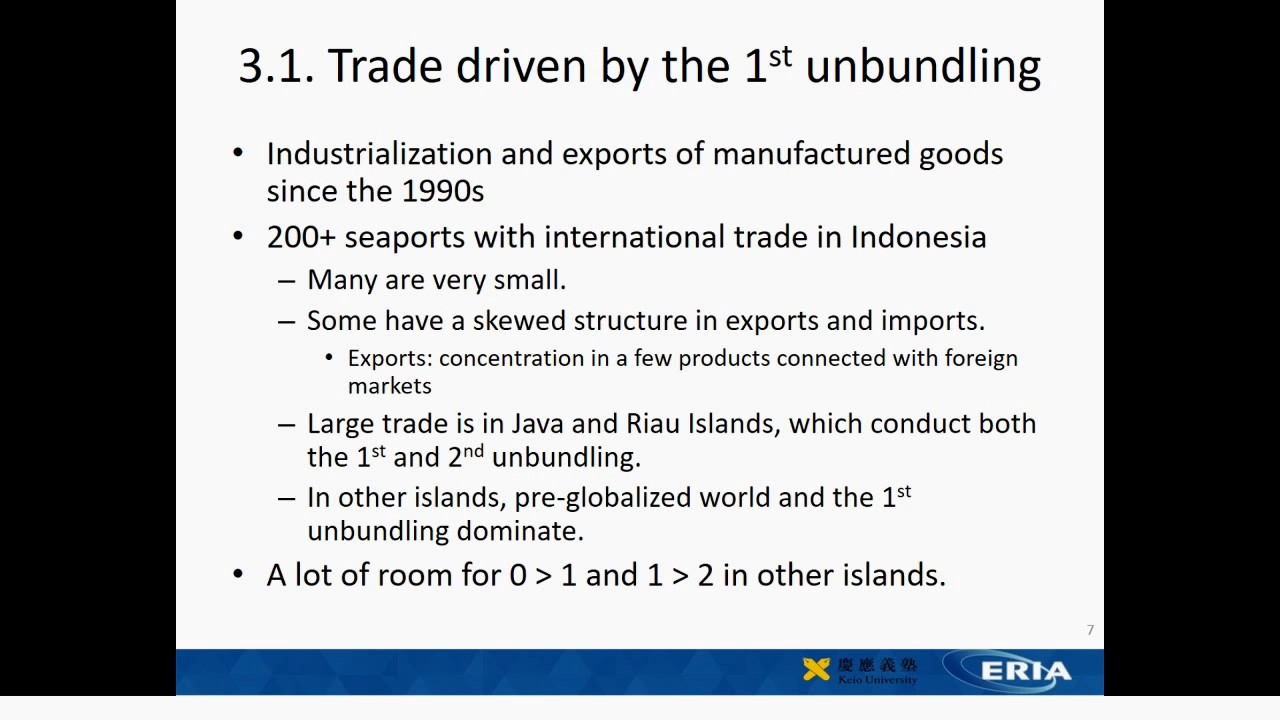 3.1. Trade driven by the 1st unbundling
• Industrialization and exports of manufactured goods
since the 1990s
• 200+ seaports with international trade in Indonesia
– Many are very small.
– Some have a skewed structure in exports and imports.
• Exports: concentration in a few products connected with foreign
markets
– Large trade is in Java and Riau Islands, which conduct both
the 1st and 2nd unbundling.
– In other islands, pre-globalized world and the 1st
unbundling dominate.
• A lot of room for 0 > 1 and 1 > 2 in other islands.
7
慶應義塾
Keio University
ERIA